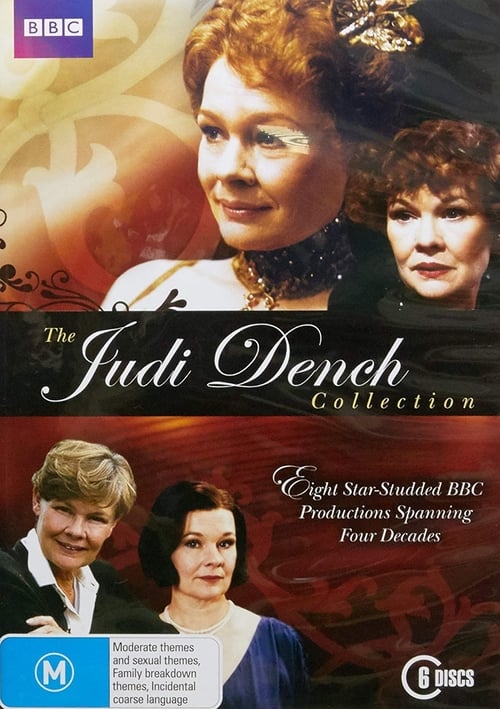 BBC
The
Judi Dench
Collection
Eight Star-Studded BBC
Productions Spanning
Four Decades
M
Moderate themes
and sexual themes,
Family breakdown
themes, Incidental
coarse language
6 DISCS